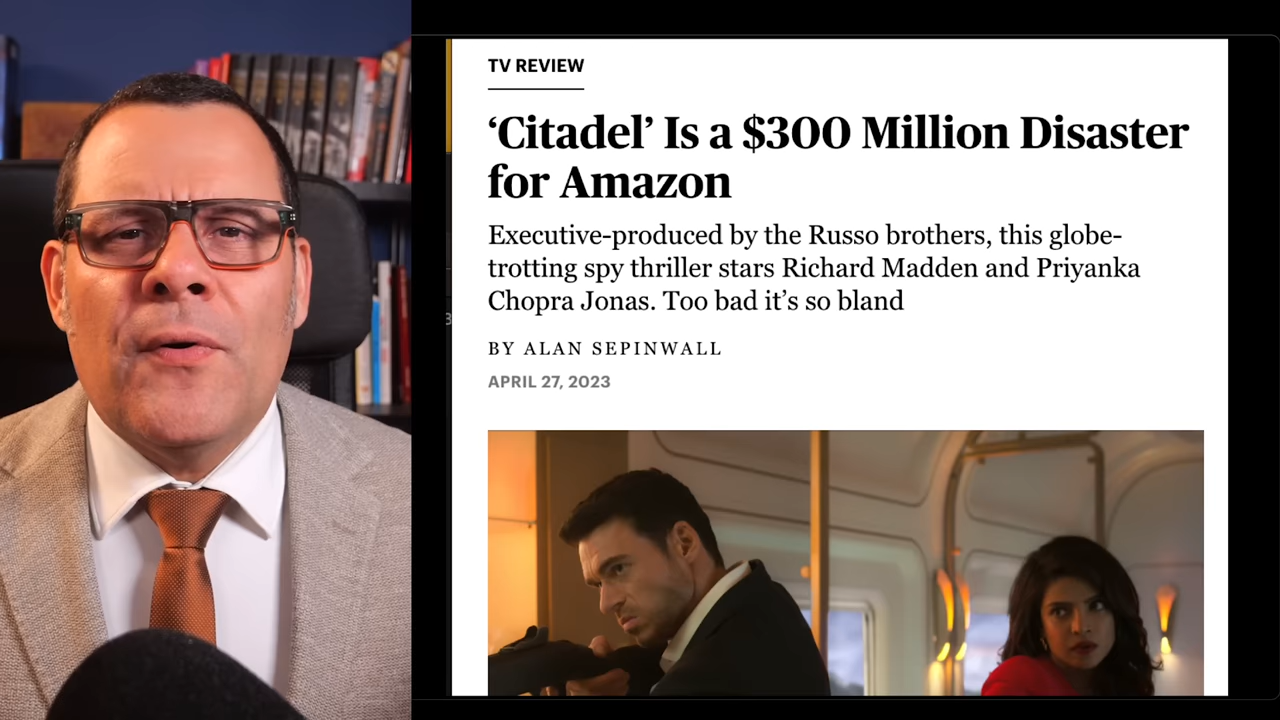 TV REVIEW
‘Citadel’ Is a $300 Million Disaster
for Amazon
Executive-produced by the Russo brothers, this globe-
trotting spy thriller stars Richard Madden and Priyanka
Chopra Jonas. Too bad it’s so bland
BY ALAN SEPINWALL
APRIL 27, 2023